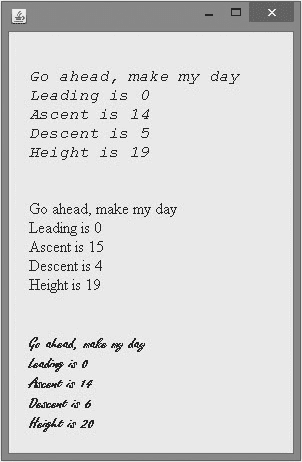 Go ahead, make my day
Leading is 0
Ascent is 14
Descent is 5
Height is 19
Go ahead, make my day
Leading is 0
Ascent is 15
Descent is 4
Height is 19
Go ahead, make my day
Leading is 0
Ascent is 14
Descent is 6
Height is 20